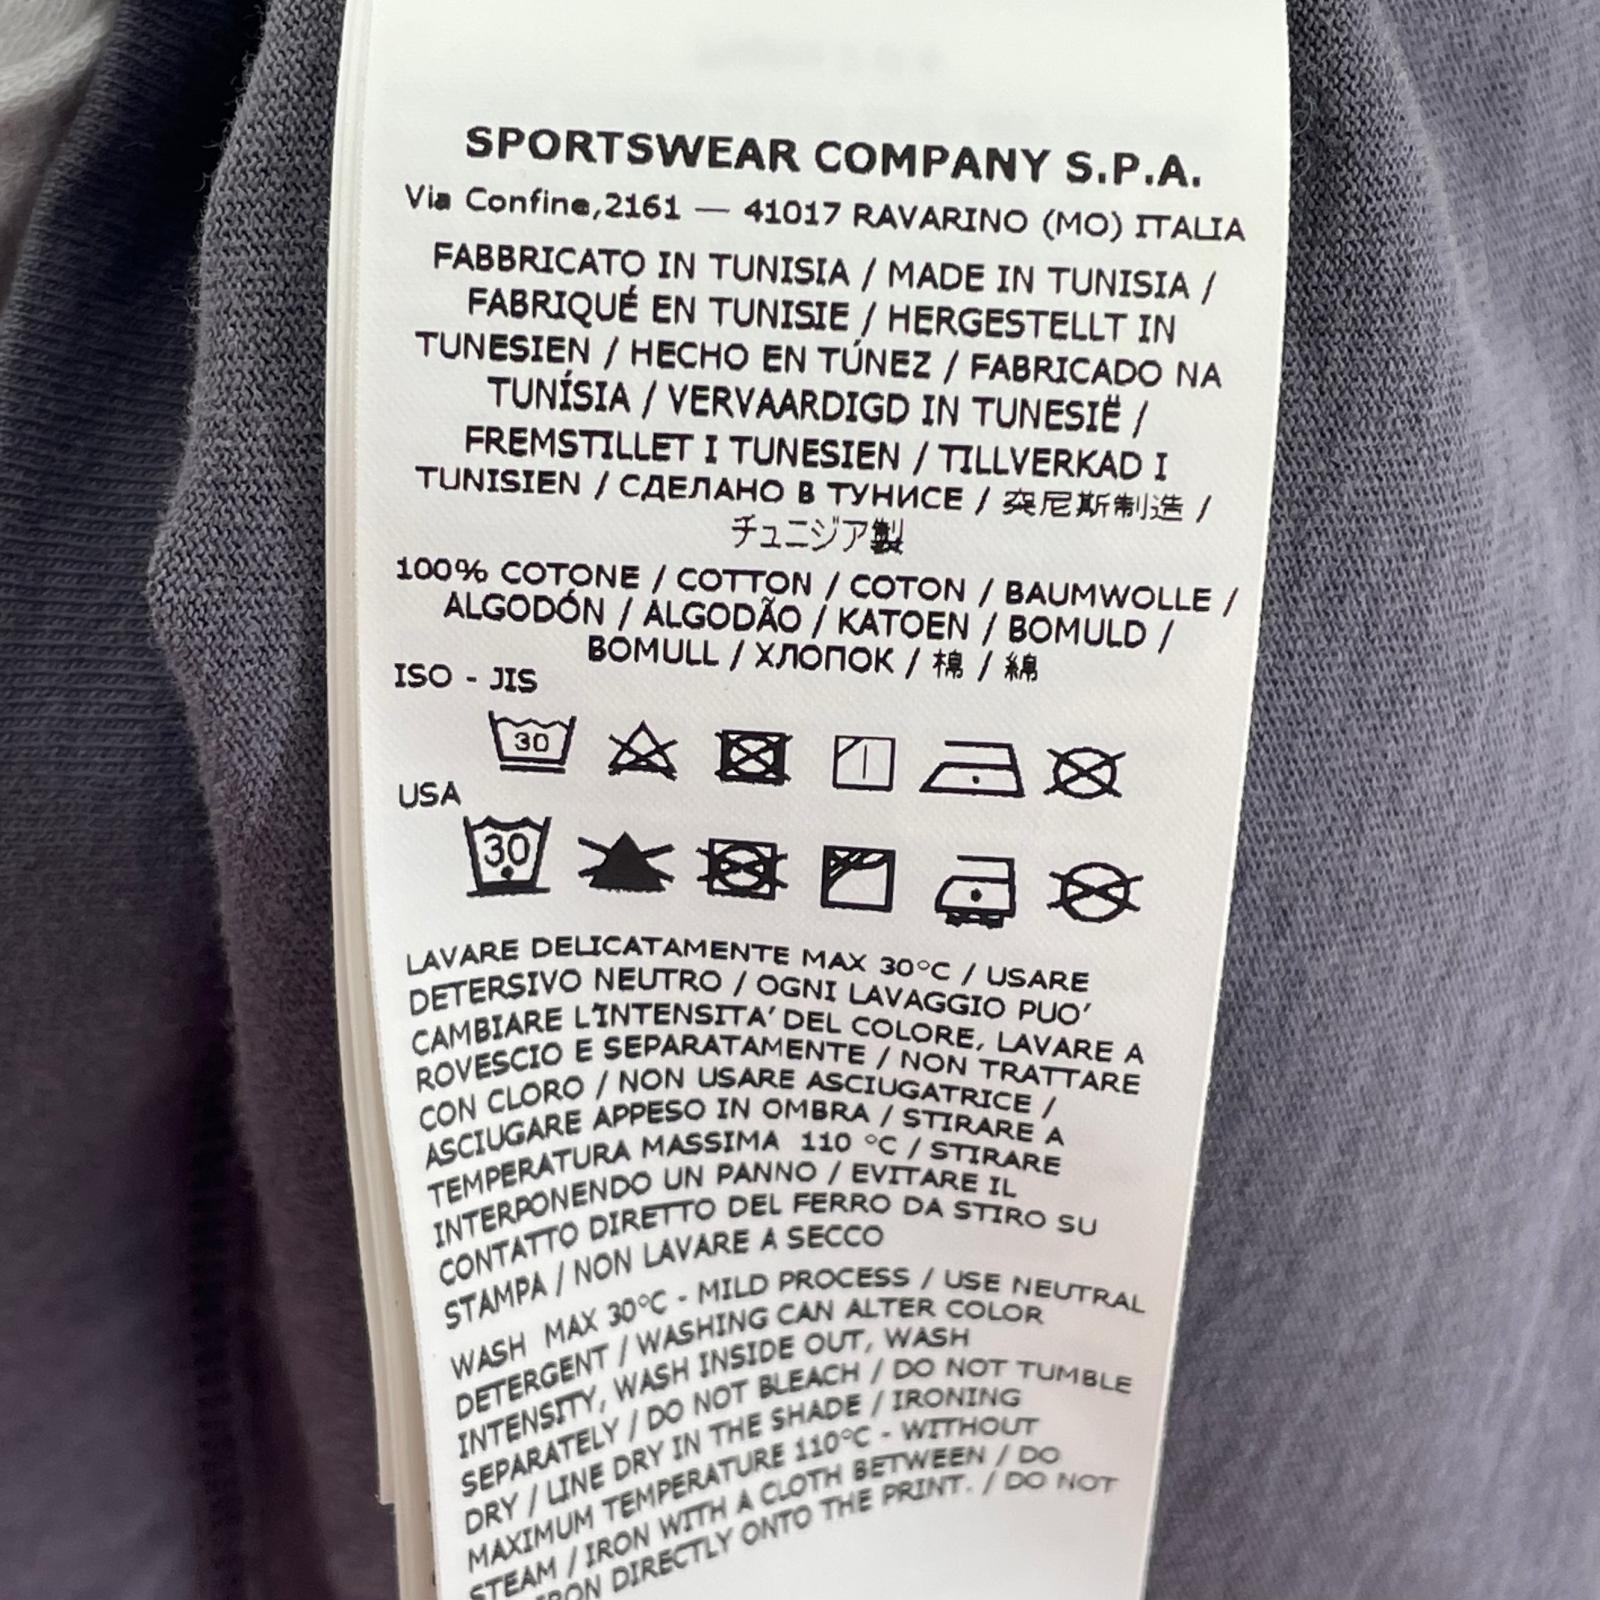 SPORTSWEAR COMPANY S.P.A.
Via Confine,2161 — 41017 RAVARINO (MO) ITALIA
FABBRICATO IN TUNISIA / MADE IN TUNISIA /
FABRIQUÉ EN TUNISIE / HERGESTELLT IN
TUNESIEN / HECHO EN TÚNEZ / FABRICADO NA
TUNÍSIA / VERVAARDIGD IN TUNESIË /
FREMSTILLET I TUNESIEN / TILLVERKAD I
TUNISIEN / СДЕЛАНО В ТУНИСЕ / 突尼斯制造 /
チュニジア製
100% COTONE / COTTON / COTON / BAUMWOLLE /
ALGODÓN / ALGODÃO / KATOEN / BOMULD /
BOMULL / ХЛОПОК / 棉 / 綿
ISO - JIS
30
USA
30
LAVARE DELICATAMENTE MAX 30°C / USARE
DETERSIVO NEUTRO / OGNI LAVAGGIO PUO'
CAMBIARE L'INTENSITA' DEL COLORE, LAVARE A
ROVESCIO E SEPARATAMENTE / NON TRATTARE
CON CLORO / NON USARE ASCIUGATRICE /
ASCIUGARE APPESO IN OMBRA / STIRARE A
TEMPERATURA MASSIMA 110 °C / STIRARE
INTERPONENDO UN PANNO / EVITARE IL
CONTATTO DIRETTO DEL FERRO DA STIRO SU
STAMPA / NON LAVARE A SECCO
WASH MAX 30°C - MILD PROCESS / USE NEUTRAL
DETERGENT / WASHING CAN ALTER COLOR
INTENSITY, WASH INSIDE OUT, WASH
SEPARATELY / DO NOT BLEACH / DO NOT TUMBLE
DRY / LINE DRY IN THE SHADE / IRONING
MAXIMUM TEMPERATURE 110°C - WITHOUT
STEAM / IRON WITH A CLOTH BETWEEN / DO
IRON DIRECTLY ONTO THE PRINT. / DO NOT